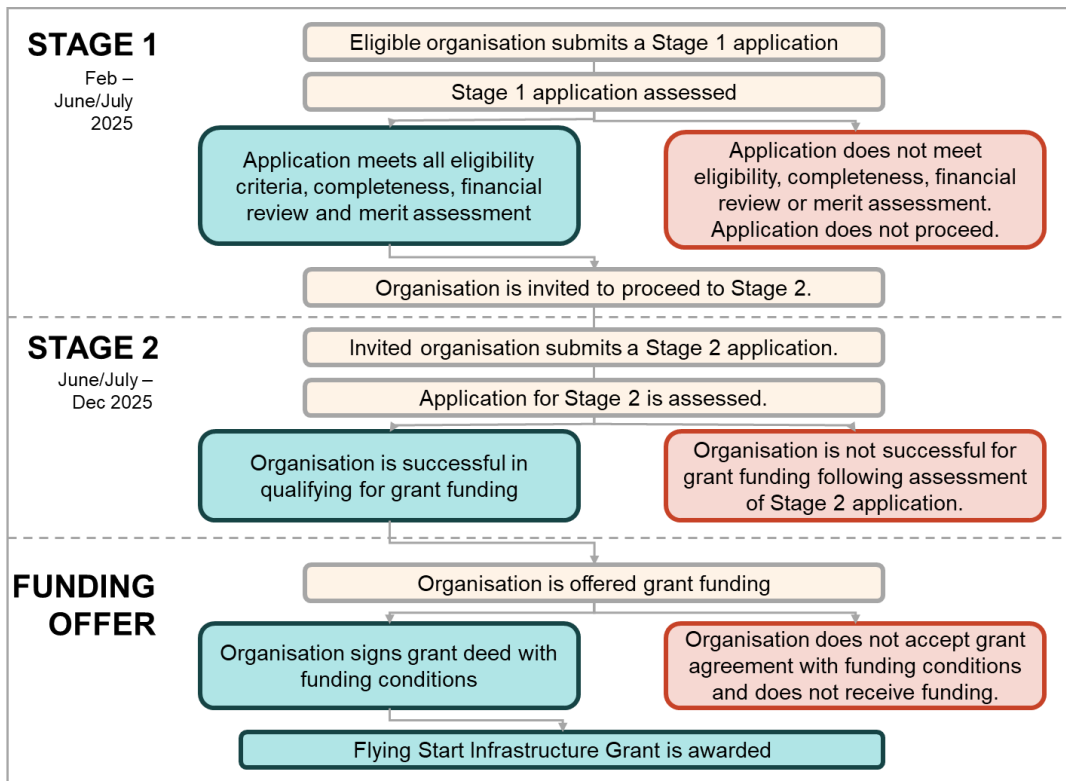 STAGE 1
Feb –
June/July
2025
Eligible organisation submits a Stage 1 application
Stage 1 application assessed
Application meets all eligibility
criteria, completeness, financial
review and merit assessment
Application does not meet
eligibility, completeness, financial
review or merit assessment.
Application does not proceed.
Organisation is invited to proceed to Stage 2.
STAGE 2
June/July –
Dec 2025
Invited organisation submits a Stage 2 application.
Application for Stage 2 is assessed.
Organisation is successful in
qualifying for grant funding
Organisation is not successful for
grant funding following assessment
of Stage 2 application.
FUNDING
OFFER
Organisation is offered grant funding
Organisation signs grant deed with
funding conditions
Organisation does not accept grant
agreement with funding conditions
and does not receive funding.
Flying Start Infrastructure Grant is awarded